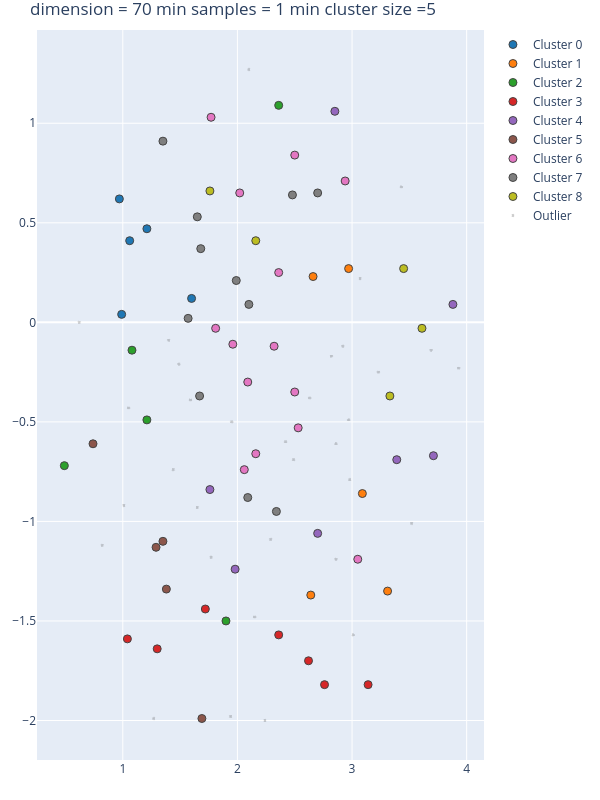 dimension = 70 min samples = 1 min cluster size =5
Cluster 0
Cluster 1
Cluster 2
Cluster 3
Cluster 4
Cluster 5
Cluster 6
Cluster 7
Cluster 8
Outlier
1
0.5
0
−0.5
−1
−1.5
−2
1 2 3 4